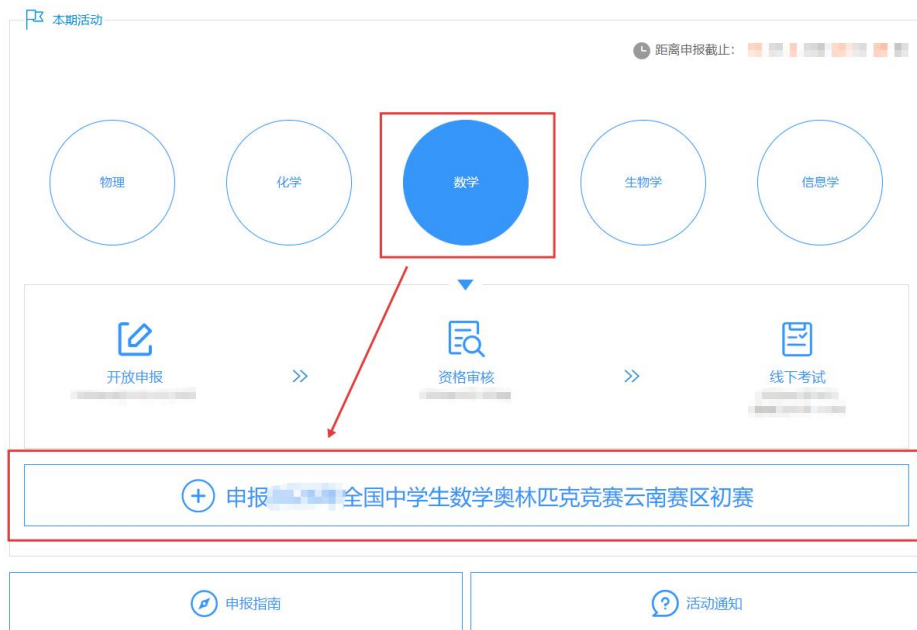 本期活动
距离申报截止：
物理
化学
数学
生物学
信息学
开放申报
资格审核
线下考试
申报全国中学生数学奥林匹克竞赛云南赛区初赛
申报指南
活动通知